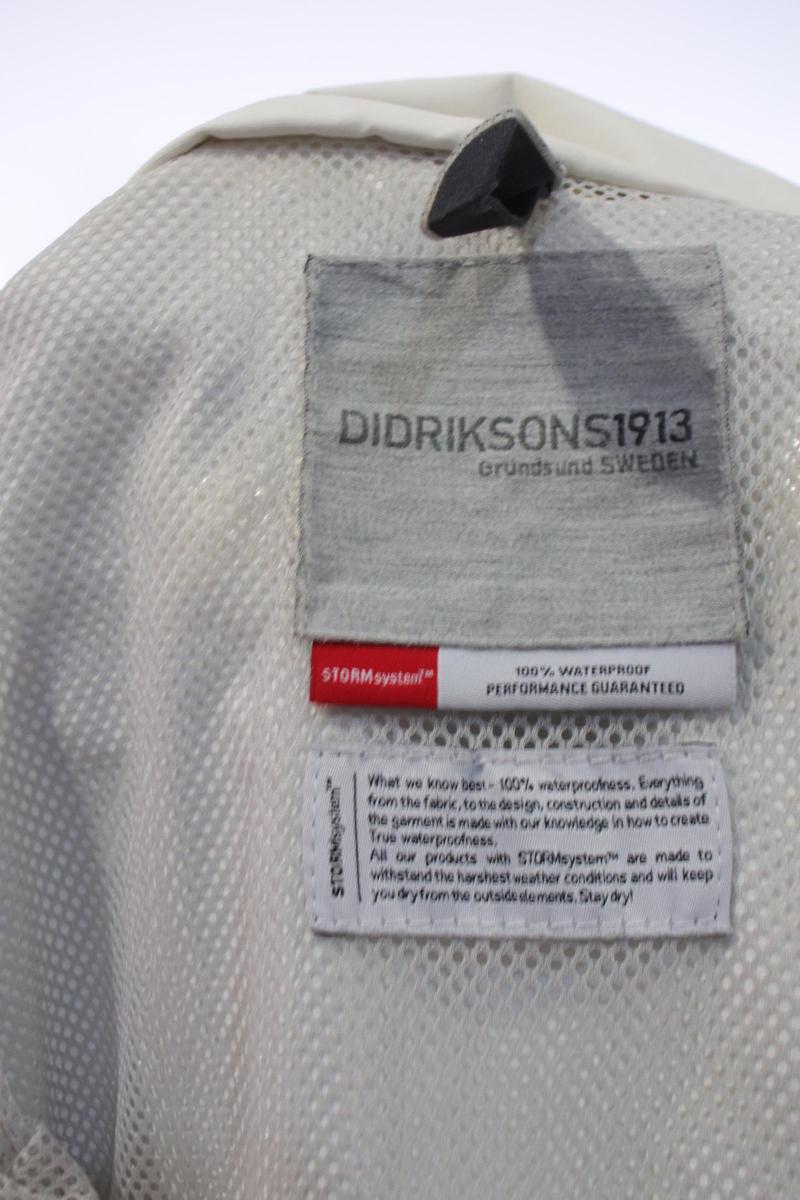 DIDRIKSONS1913
Grundsund SWEDEN
STORMsystem™
100% WATERPROOF
PERFORMANCE GUARANTEED
STORMsystem™
What we know best - 100% waterproofness. Everything
from the fabric, to the design, construction and details of
the garment is made with our knowledge in how to create
True waterproofness.
All our products with STORMsystem™ are made to
withstand the harshest weather conditions and will keep
you dry from the outside elements. Stay dry!